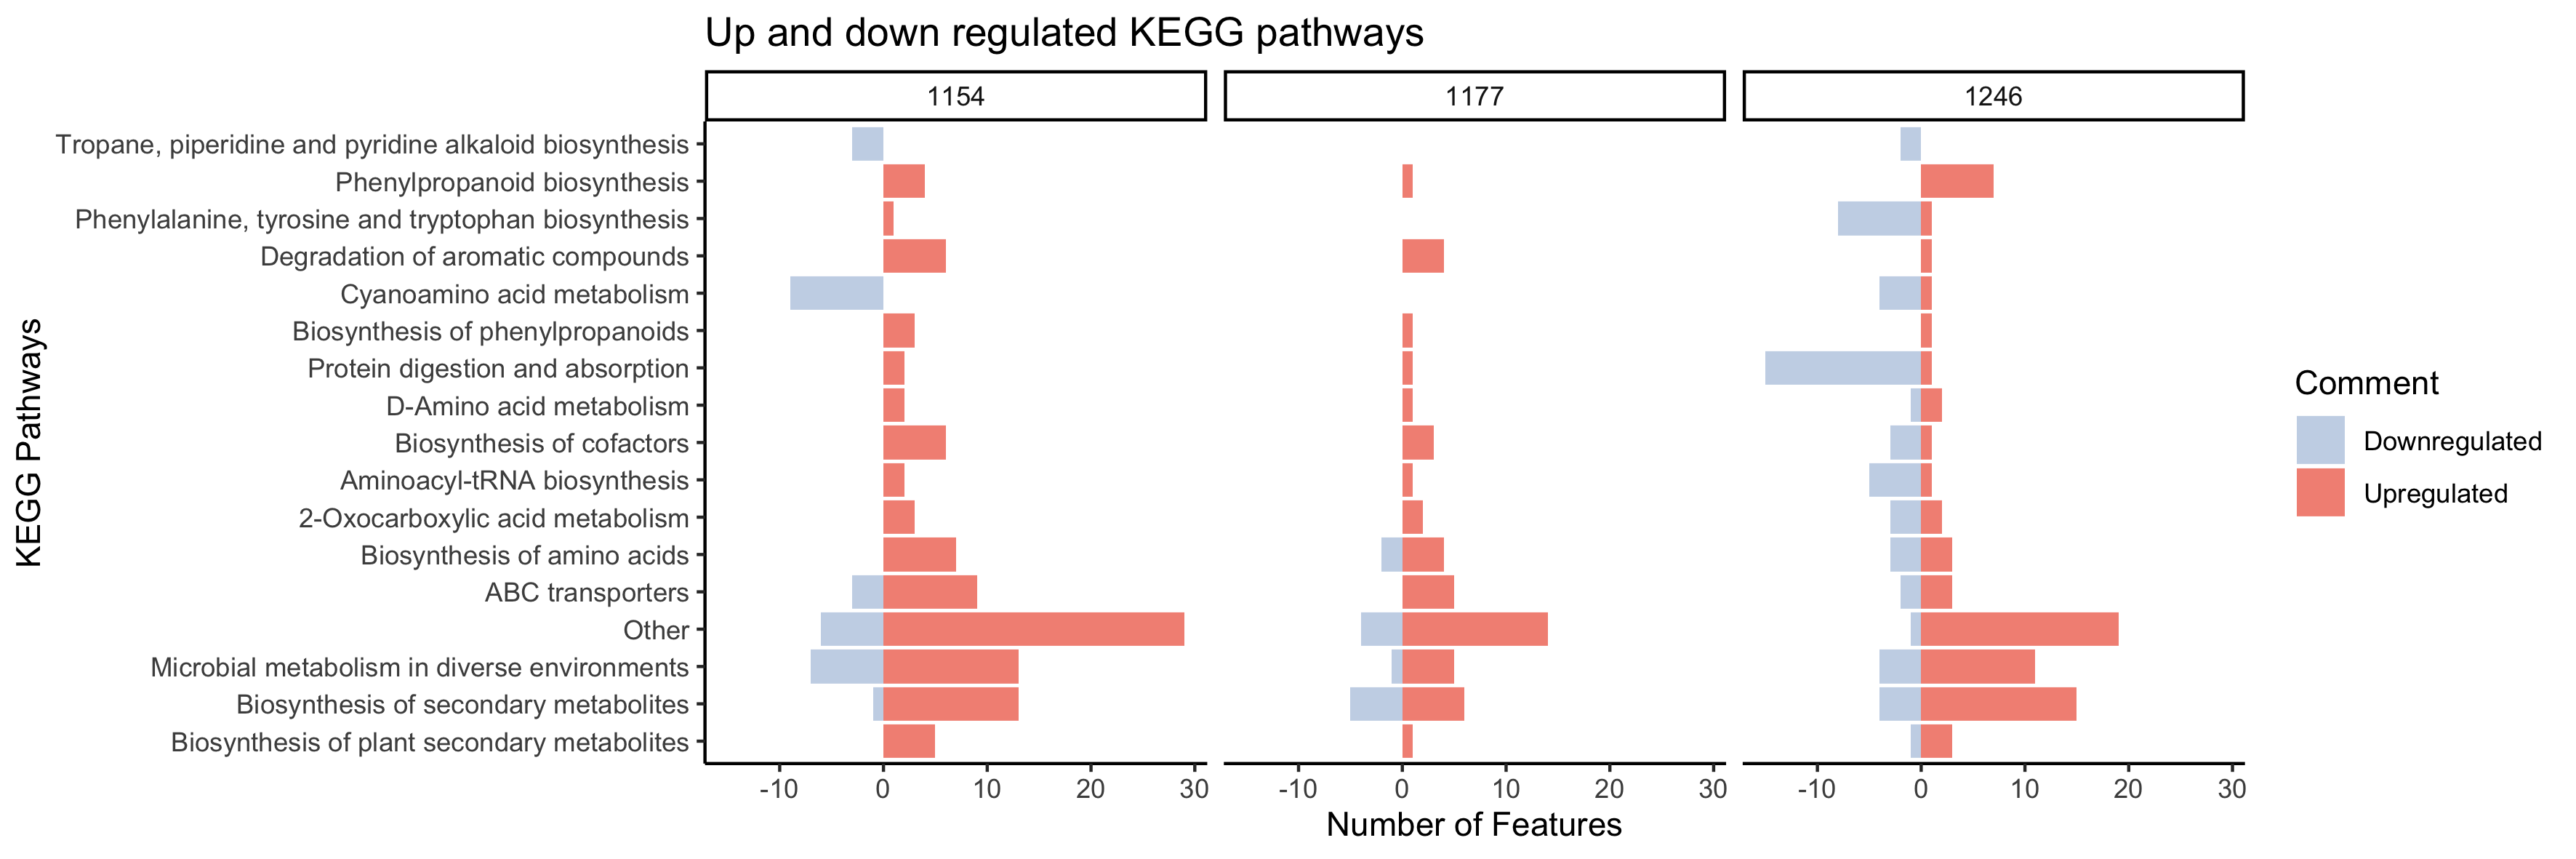 Up and down regulated KEGG pathways
1154
1177
1246
KEGG Pathways
Tropane, piperidine and pyridine alkaloid biosynthesis
Phenylpropanoid biosynthesis
Phenylalanine, tyrosine and tryptophan biosynthesis
Degradation of aromatic compounds
Cyanoamino acid metabolism
Biosynthesis of phenylpropanoids
Protein digestion and absorption
D-Amino acid metabolism
Biosynthesis of cofactors
Aminoacyl-tRNA biosynthesis
2-Oxocarboxylic acid metabolism
Biosynthesis of amino acids
ABC transporters
Other
Microbial metabolism in diverse environments
Biosynthesis of secondary metabolites
Biosynthesis of plant secondary metabolites
-10 0 10 20 30
-10 0 10 20 30
-10 0 10 20 30
Number of Features
Comment
Downregulated
Upregulated